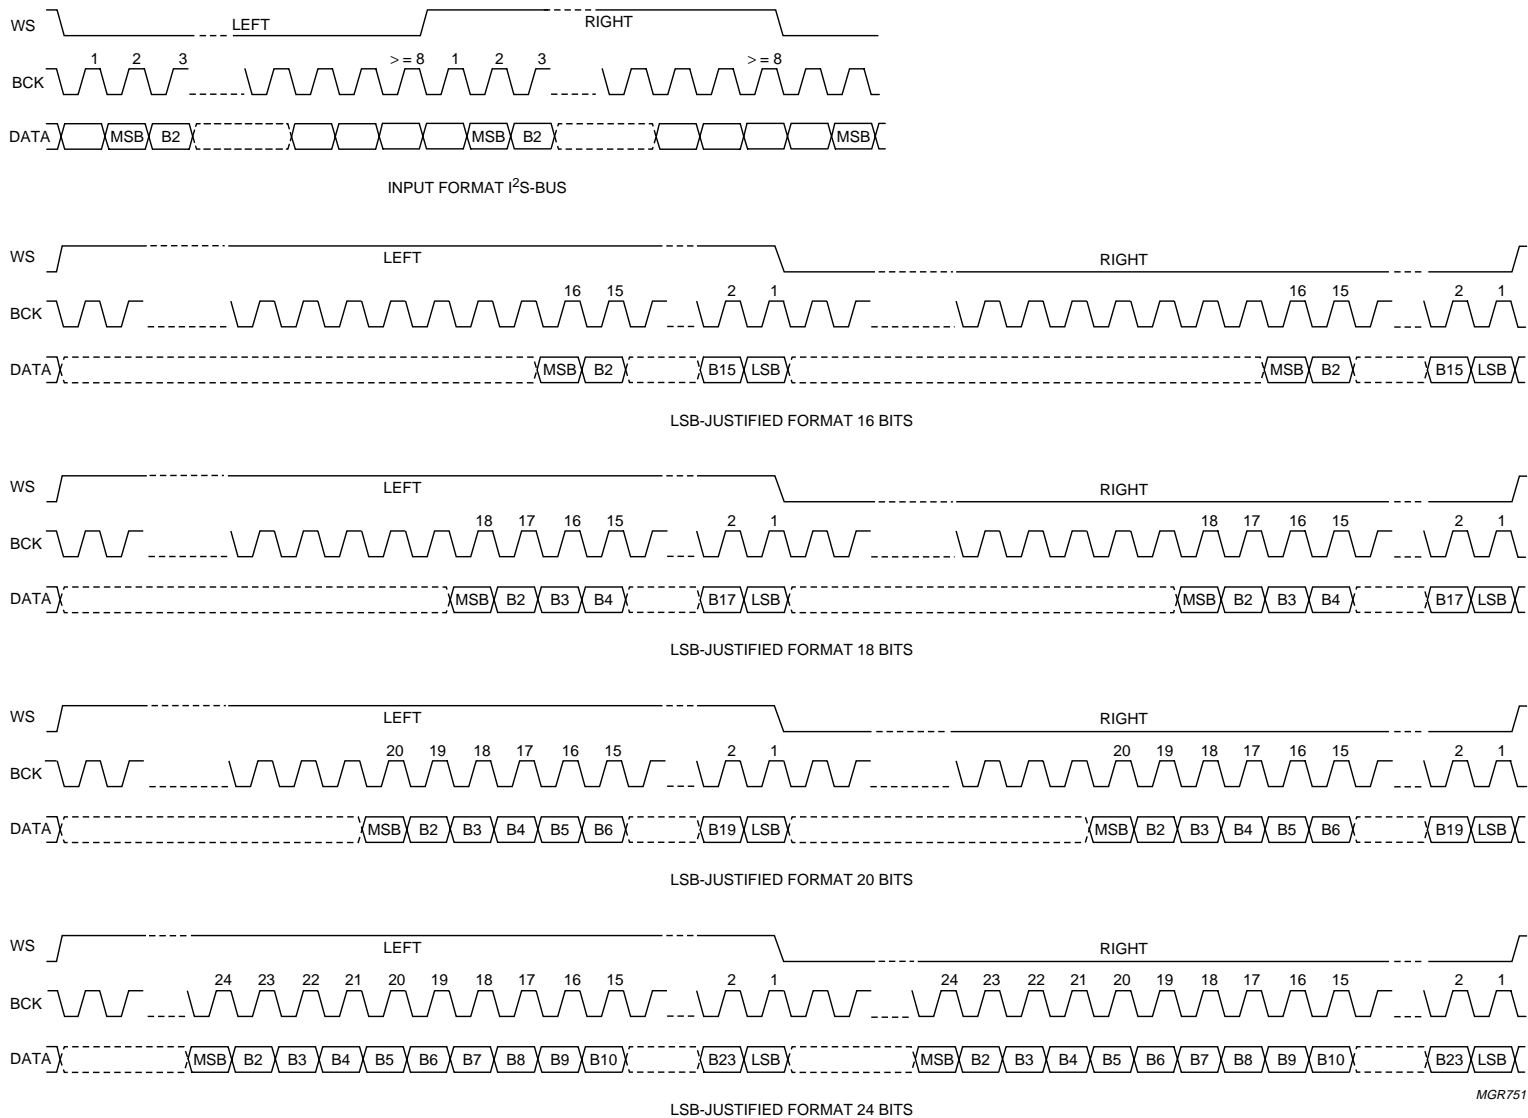 WS LEFT RIGHT
BCK 1 2 3 > = 8 1 2 3 > = 8
DATA MSB B2 MSB B2 MSB
INPUT FORMAT I²S-BUS
WS LEFT RIGHT
BCK 16 15 2 1 16 15 2 1
DATA MSB B2 B15 LSB MSB B2 B15 LSB
LSB-JUSTIFIED FORMAT 16 BITS
WS LEFT RIGHT
BCK 18 17 16 15 2 1 18 17 16 15 2 1
DATA MSB B2 B3 B4 B17 LSB MSB B2 B3 B4 B17 LSB
LSB-JUSTIFIED FORMAT 18 BITS
WS LEFT RIGHT
BCK 20 19 18 17 16 15 2 1 20 19 18 17 16 15 2 1
DATA MSB B2 B3 B4 B5 B6 B19 LSB MSB B2 B3 B4 B5 B6 B19 LSB
LSB-JUSTIFIED FORMAT 20 BITS
WS LEFT RIGHT
BCK 24 23 22 21 20 19 18 17 16 15 2 1 24 23 22 21 20 19 18 17 16 15 2 1
DATA MSB B2 B3 B4 B5 B6 B7 B8 B9 B10 B23 LSB MSB B2 B3 B4 B5 B6 B7 B8 B9 B10 B23 LSB
MGR751
LSB-JUSTIFIED FORMAT 24 BITS